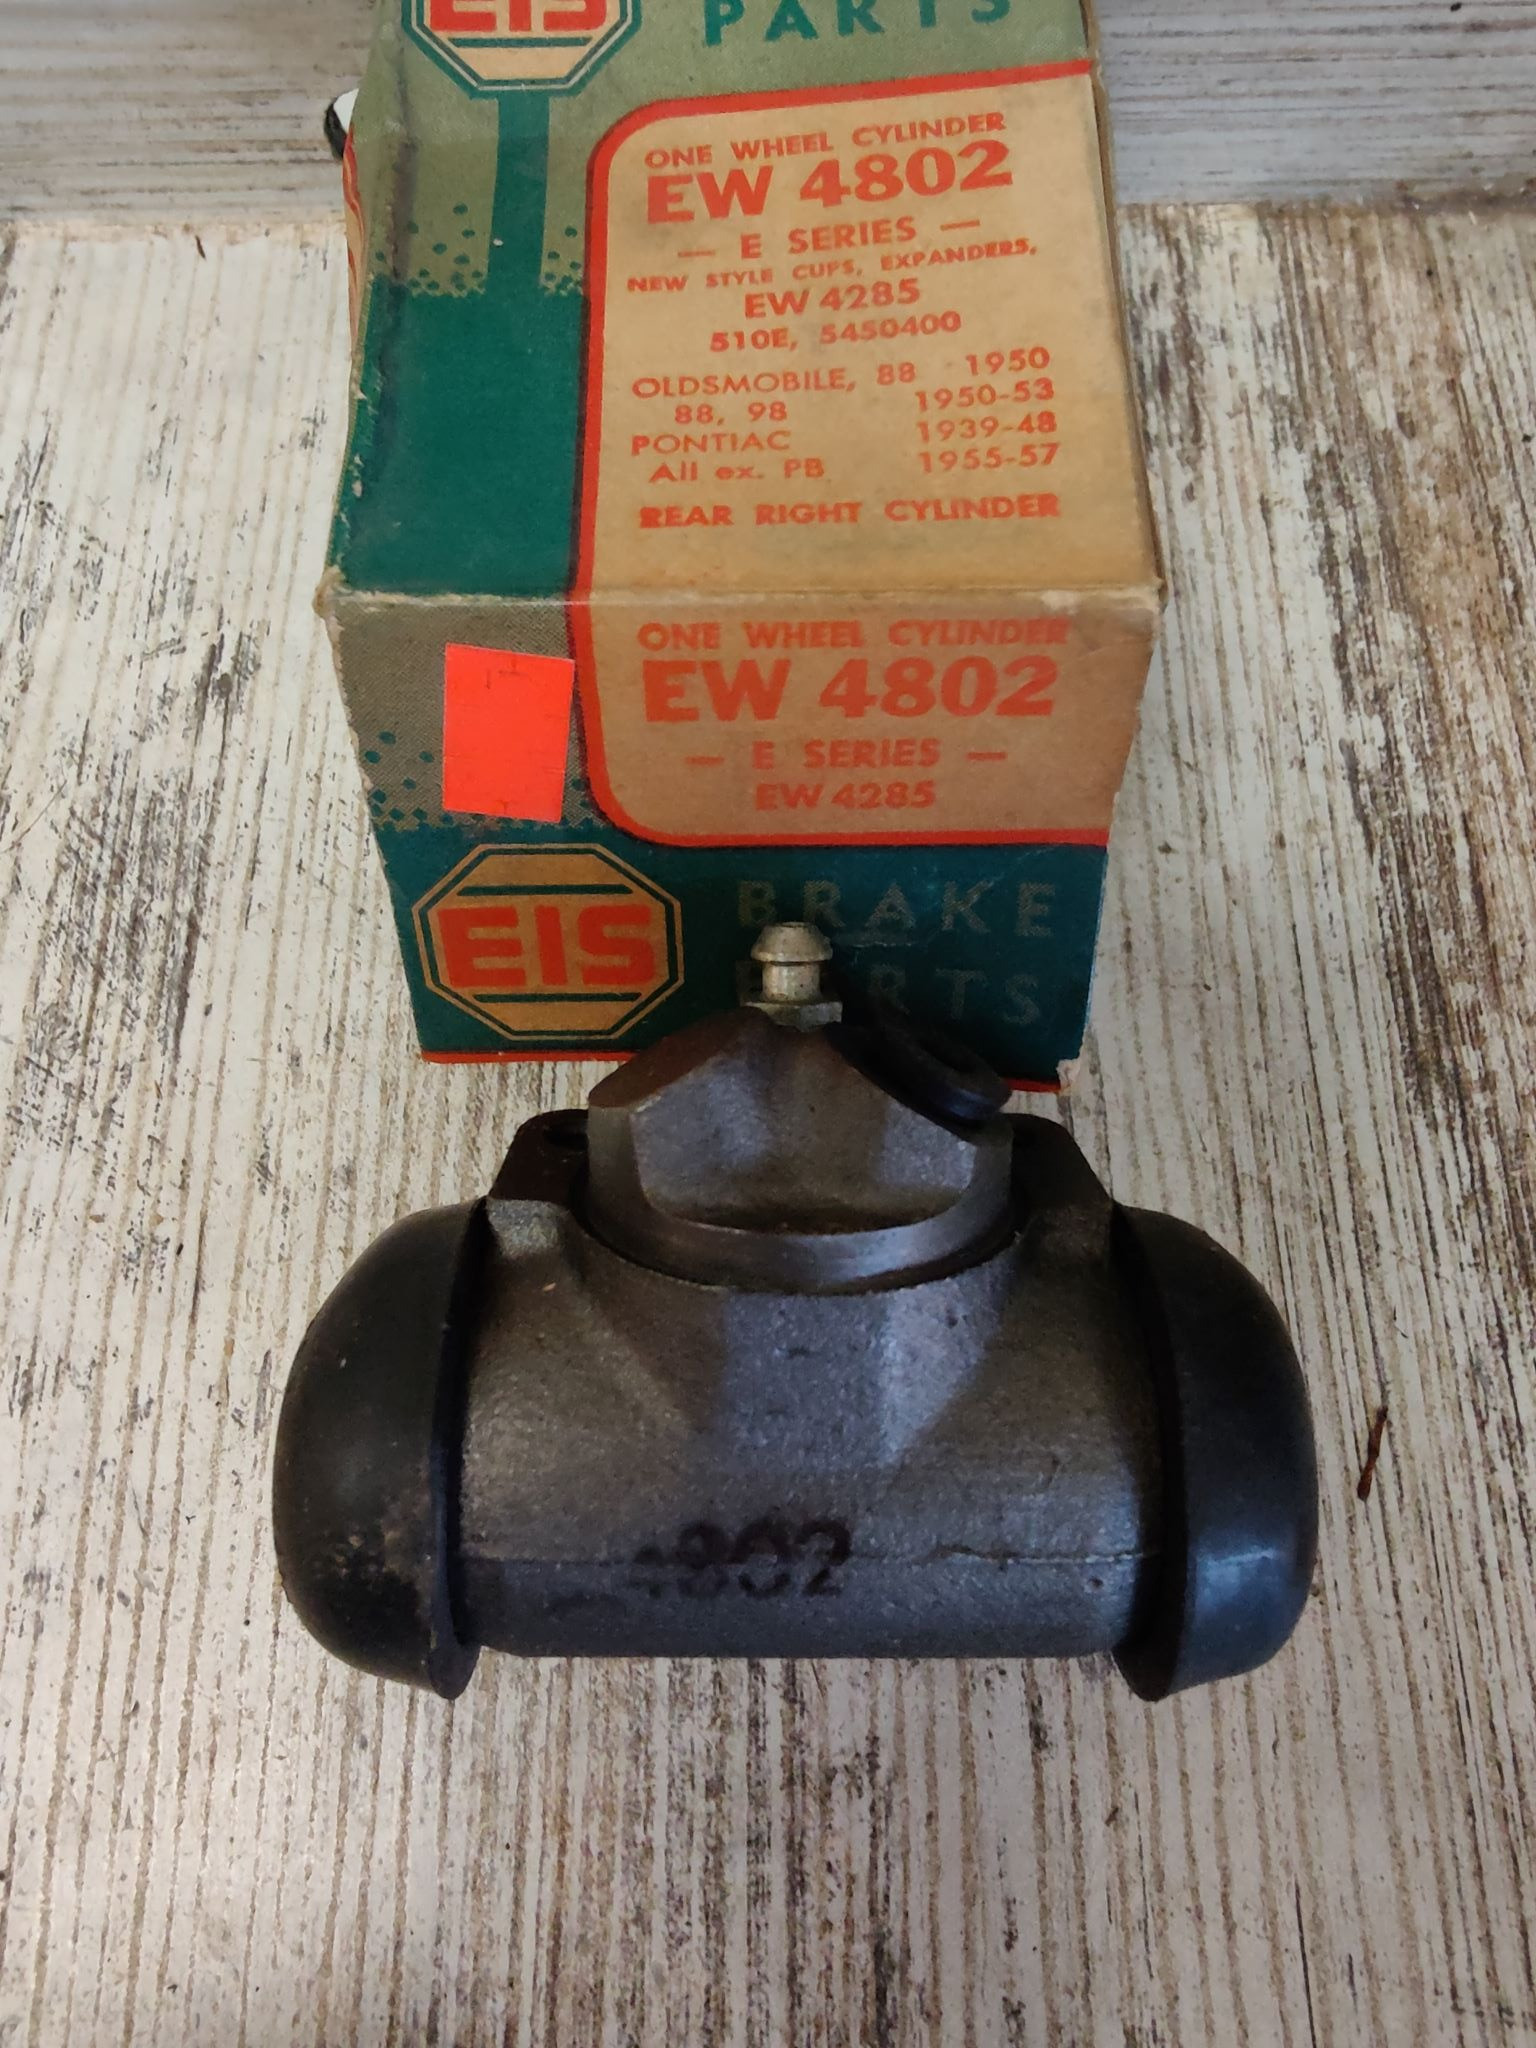 EIS
PARTS
ONE WHEEL CYLINDER
EW 4802
— E SERIES —
NEW STYLE CUPS, EXPANDERS,
EW 4285
510E, 5450400
OLDSMOBILE, 88 - 1950
88, 98 1950-53
PONTIAC 1939-48
All ex. PB 1955-57
REAR RIGHT CYLINDER
ONE WHEEL CYLINDER
EW 4802
— E SERIES —
EW 4285
EIS
BRAKE
PARTS
4802